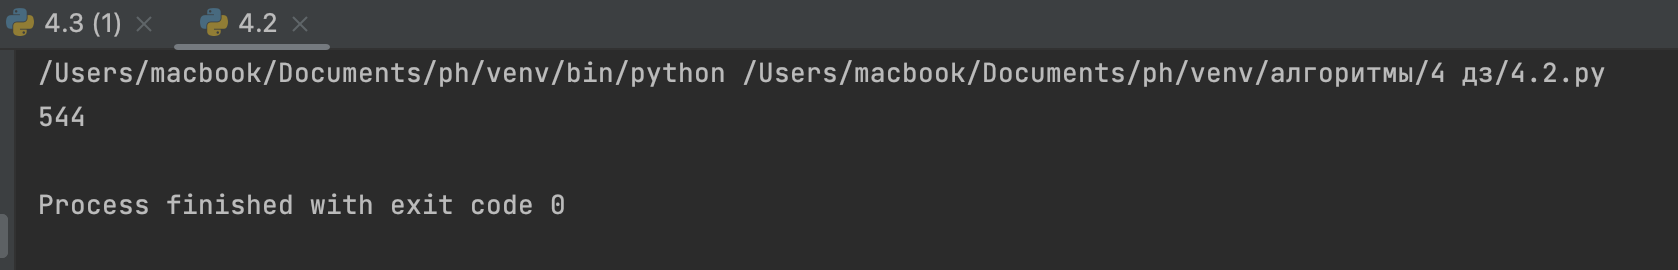 4.3 (1) 4.2
/Users/macbook/Documents/ph/venv/bin/python /Users/macbook/Documents/ph/venv/алгоритмы/4 дз/4.2.py
544
Process finished with exit code 0